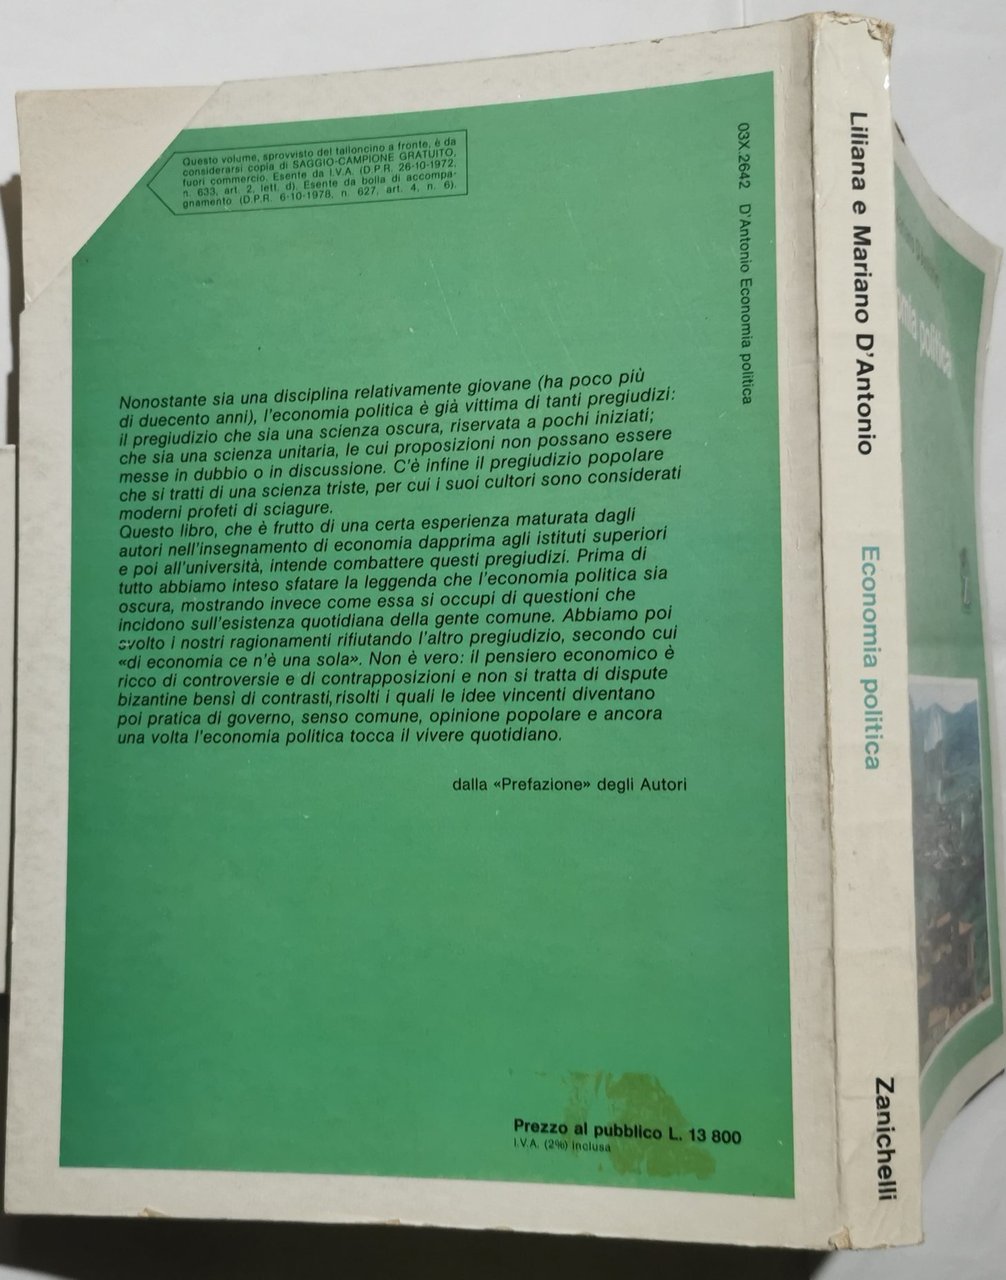 Questo volume, sprovvisto del talloncino a fronte, è da
considerarsi copia di SAGGIO-CAMPIONE GRATUITO,
fuori commercio. Esente da I.V.A. (D.P.R. 26-10-1972,
n. 633, art. 2, lett. d). Esente da bolla di accompa-
gnamento (D.P.R. 6-10-1978, n. 627, art. 4, n. 6).
03X.2642 D'Antonio Economia politica
Nonostante sia una disciplina relativamente giovane (ha poco più
di duecento anni), l'economia politica è già vittima di tanti pregiudizi:
il pregiudizio che sia una scienza oscura, riservata a pochi iniziati;
che sia una scienza unitaria, le cui proposizioni non possano essere
messe in dubbio o in discussione. C'è infine il pregiudizio popolare
che si tratti di una scienza triste, per cui i suoi cultori sono considerati
moderni profeti di sciagure.
Questo libro, che è frutto di una certa esperienza maturata dagli
autori nell'insegnamento di economia dapprima agli istituti superiori
e poi all'università, intende combattere questi pregiudizi. Prima di
tutto abbiamo inteso sfatare la leggenda che l'economia politica sia
oscura, mostrando invece come essa si occupi di questioni che
incidono sull'esistenza quotidiana della gente comune. Abbiamo poi
svolto i nostri ragionamenti rifiutando l'altro pregiudizio, secondo cui
«di economia ce n'è una sola». Non è vero: il pensiero economico è
ricco di controversie e di contrapposizioni e non si tratta di dispute
bizantine bensì di contrasti, risolti i quali le idee vincenti diventano
poi pratica di governo, senso comune, opinione popolare e ancora
una volta l'economia politica tocca il vivere quotidiano.
dalla «Prefazione» degli Autori
Prezzo al pubblico L. 13 800
I.V.A. (2%) inclusa
Liliana e Mariano D'Antonio
Economia politica
Zanichelli
politica